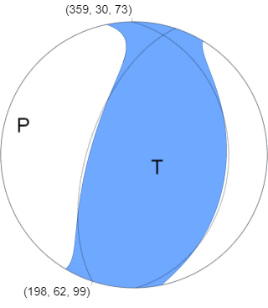 (359, 30, 73)
P
T
(198, 62, 99)